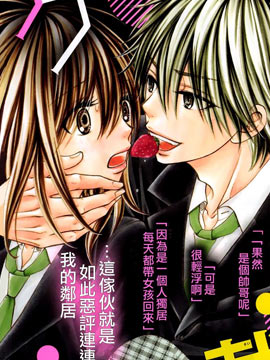 「果然
是個帥哥呢」
「可是
很輕浮啊」
「因為是一個人獨居
每天都帶女孩回來」
…這傢伙就是
如此惡評連連
我的鄰居